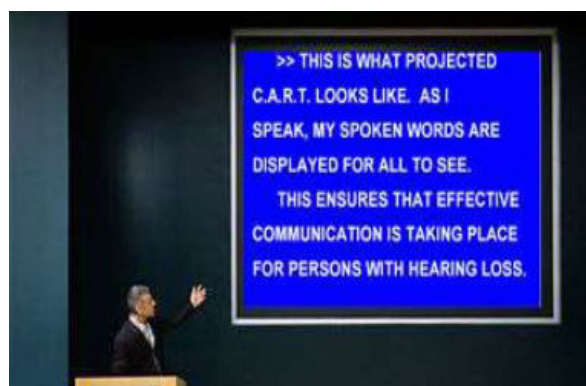 >> THIS IS WHAT PROJECTED
C.A.R.T. LOOKS LIKE. AS I
SPEAK, MY SPOKEN WORDS ARE
DISPLAYED FOR ALL TO SEE.
THIS ENSURES THAT EFFECTIVE
COMMUNICATION IS TAKING PLACE
FOR PERSONS WITH HEARING LOSS.